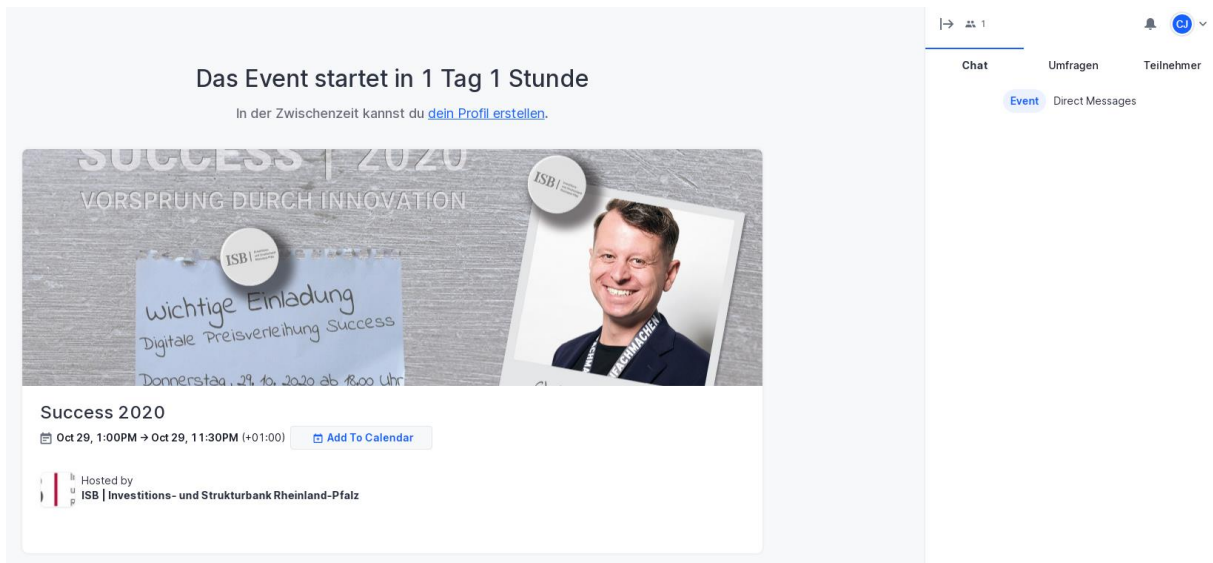 1
CJ
Das Event startet in 1 Tag 1 Stunde
In der Zwischenzeit kannst du dein Profil erstellen.
Chat
Umfragen
Teilnehmer
Event
Direct Messages
SUCCESS | 2020
VORSPRUNG DURCH INNOVATION
ISB|
ISB|
Wichtige Einladung
Digitale Preisverleihung Success
Donnerstag, 29. 10. 2020 ab 18.00 Uhr
FACHMACHEN
Success 2020
Oct 29, 1:00PM → Oct 29, 11:30PM (+01:00)
Add To Calendar
Hosted by
ISB | Investitions- und Strukturbank Rheinland-Pfalz